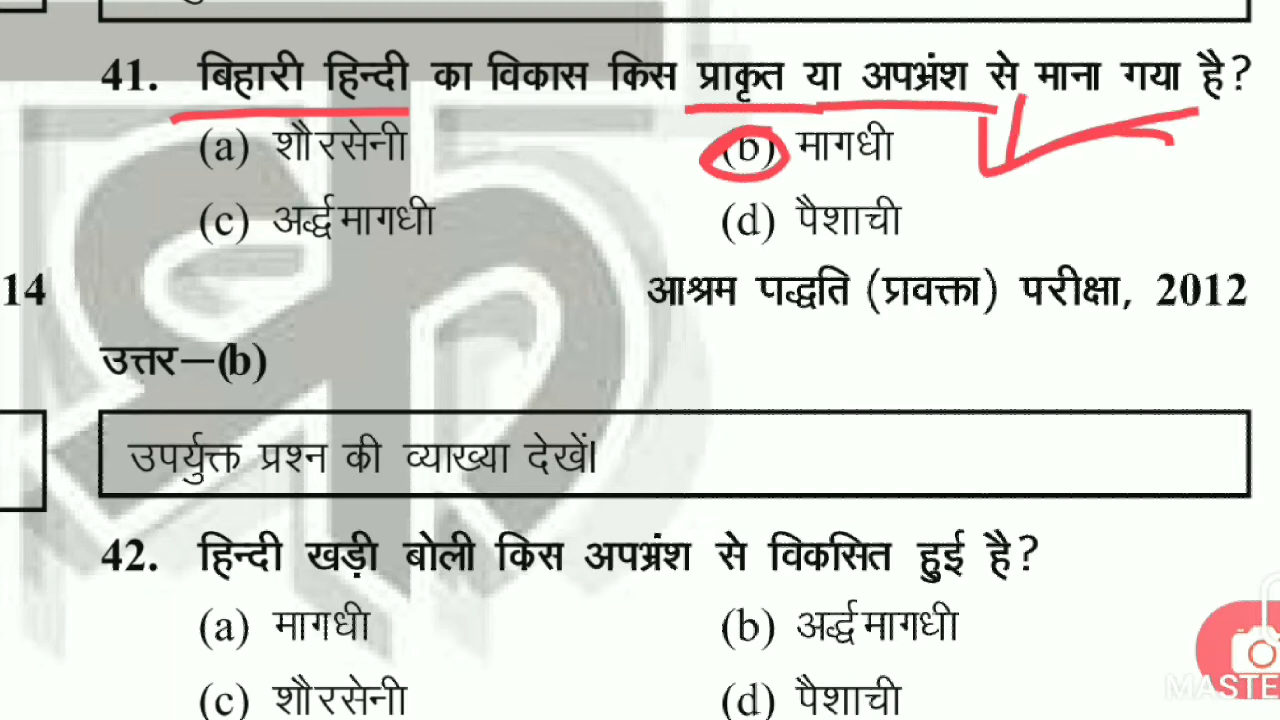 41. बिहारी हिन्दी का विकास किस प्राकृत या अपभ्रंश से माना गया है?
(a) शौरसेनी (b) मागधी
(c) अर्द्धमागधी (d) पैशाची
14
आश्रम पद्धति (प्रवक्ता) परीक्षा, 2012
उत्तर—(b)
उपर्युक्त प्रश्न की व्याख्या देखें।
42. हिन्दी खड़ी बोली किस अपभ्रंश से विकसित हुई है?
(a) मागधी (b) अर्द्धमागधी
(c) शौरसेनी (d) पैशाची